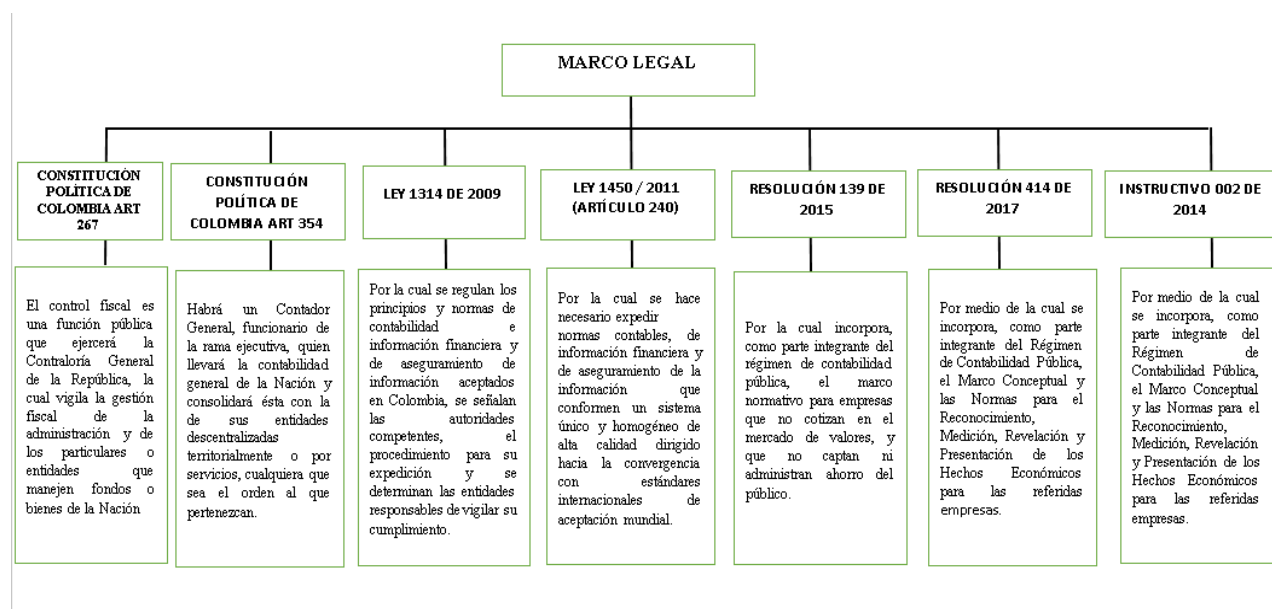 MARCO LEGAL
CONSTITUCIÓN
POLÍTICA DE
COLOMBIA ART
267
CONSTITUCIÓN
POLÍTICA DE
COLOMBIA ART 354
LEY 1314 DE 2009
LEY 1450 / 2011
(ARTÍCULO 240)
RESOLUCIÓN 139 DE
2015
RESOLUCIÓN 414 DE
2017
INSTRUCTIVO 002 DE
2014
El control fiscal es
una función pública
que ejercerá la
Contraloría General
de la República, la
cual vigila la gestión
fiscal de la
administración y de
los particulares o
entidades que
manejen fondos o
bienes de la Nación
Habrá un Contador
General, funcionario de
la rama ejecutiva, quien
llevará la contabilidad
general de la Nación y
consolidará ésta con la
de sus entidades
descentralizadas
territorialmente o por
servicios, cualquiera que
sea el orden al que
pertenezcan.
Por la cual se regulan los
principios y normas de
contabilidad e
información financiera y
de aseguramiento de
información aceptados
en Colombia, se señalan
las autoridades
competentes, el
procedimiento para su
expedición y se
determinan las entidades
responsables de vigilar su
cumplimiento.
Por la cual se hace
necesario expedir
normas contables, de
información financiera y
de aseguramiento de la
información que
conformen un sistema
único y homogéneo de
alta calidad dirigido
hacia la convergencia
con estándares
internacionales de
aceptación mundial.
Por la cual incorpora,
como parte integrante del
régimen de contabilidad
pública, el marco
normativo para empresas
que no cotizan en el
mercado de valores, y
que no captan ni
administran ahorro del
público.
Por medio de la cual se
incorpora, como parte
integrante del Régimen
de Contabilidad Pública,
el Marco Conceptual y
las Normas para el
Reconocimiento,
Medición, Revelación y
Presentación de los
Hechos Económicos
para las referidas
empresas.
Por medio de la cual
se incorpora, como
parte integrante del
Régimen de
Contabilidad Pública,
el Marco Conceptual
y las Normas para el
Reconocimiento,
Medición, Revelación
y Presentación de los
Hechos Económicos
para las referidas
empresas.